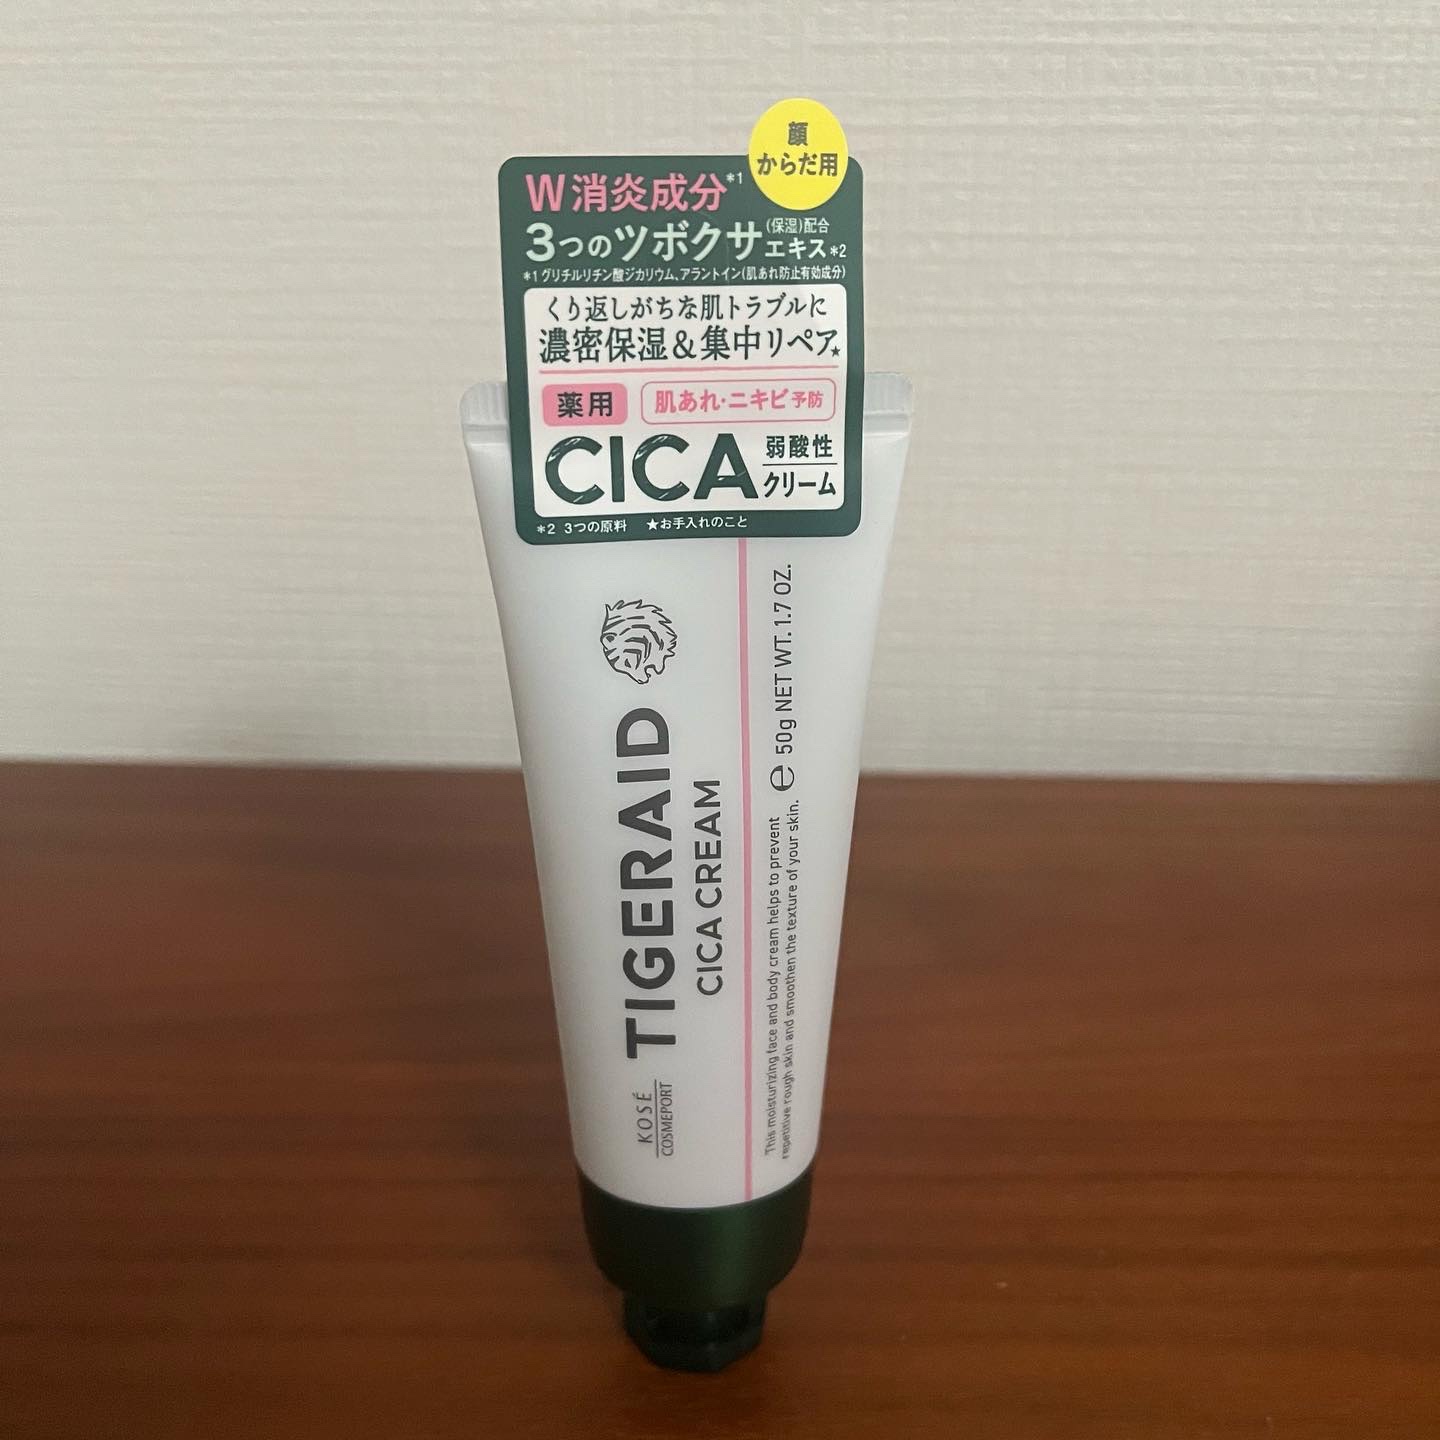 顔
からだ用
W消炎成分*1
3つのツボクサエキス(保湿)配合*2
*1 グリチルリチン酸ジカリウム、アラントイン(肌あれ防止有効成分)
くり返しがちな肌トラブルに
濃密保湿&集中リペア★
薬用 肌あれ・ニキビ予防
CICA 弱酸性
クリーム
*2 3つの原料 ★お手入れのこと
KOSÉ
COSMEPORT
TIGERAID
CICA CREAM
This moisturizing face and body cream helps to prevent
repetitive rough skin and smoothen the texture of your skin.
℮ 50g NET WT. 1.7 OZ.